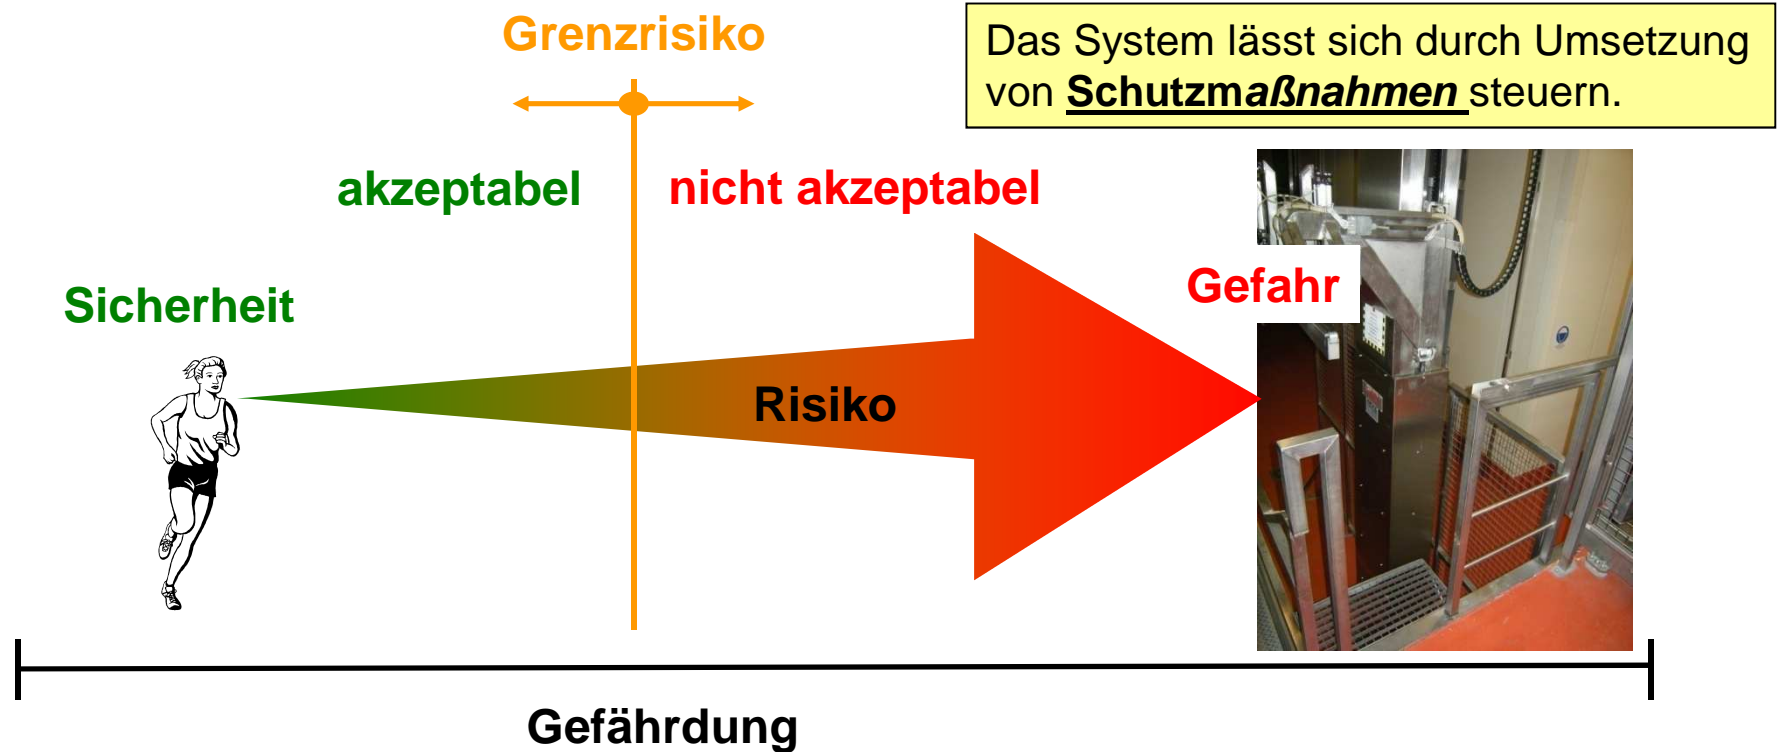 Grenzrisiko
Das System lässt sich durch Umsetzung
von Schutzmaßnahmen steuern.
akzeptabel
nicht akzeptabel
Sicherheit
Gefahr
Risiko
Gefährdung